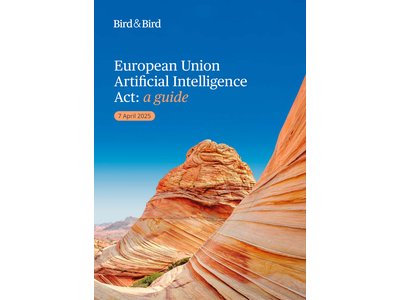 Bird & Bird
European Union
Artificial Intelligence
Act: a guide
7 April 2025